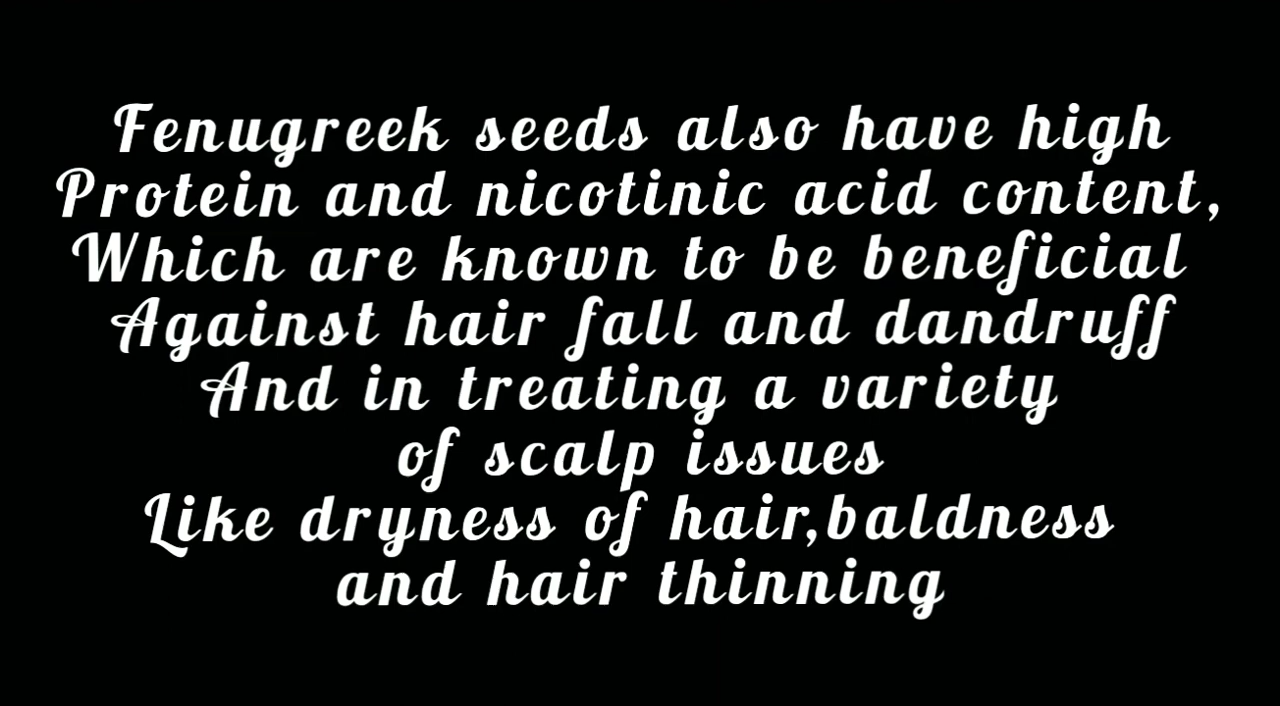 Fenugreek seeds also have high
Protein and nicotinic acid content,
Which are known to be beneficial
Against hair fall and dandruff
And in treating a variety
of scalp issues
Like dryness of hair,baldness
and hair thinning